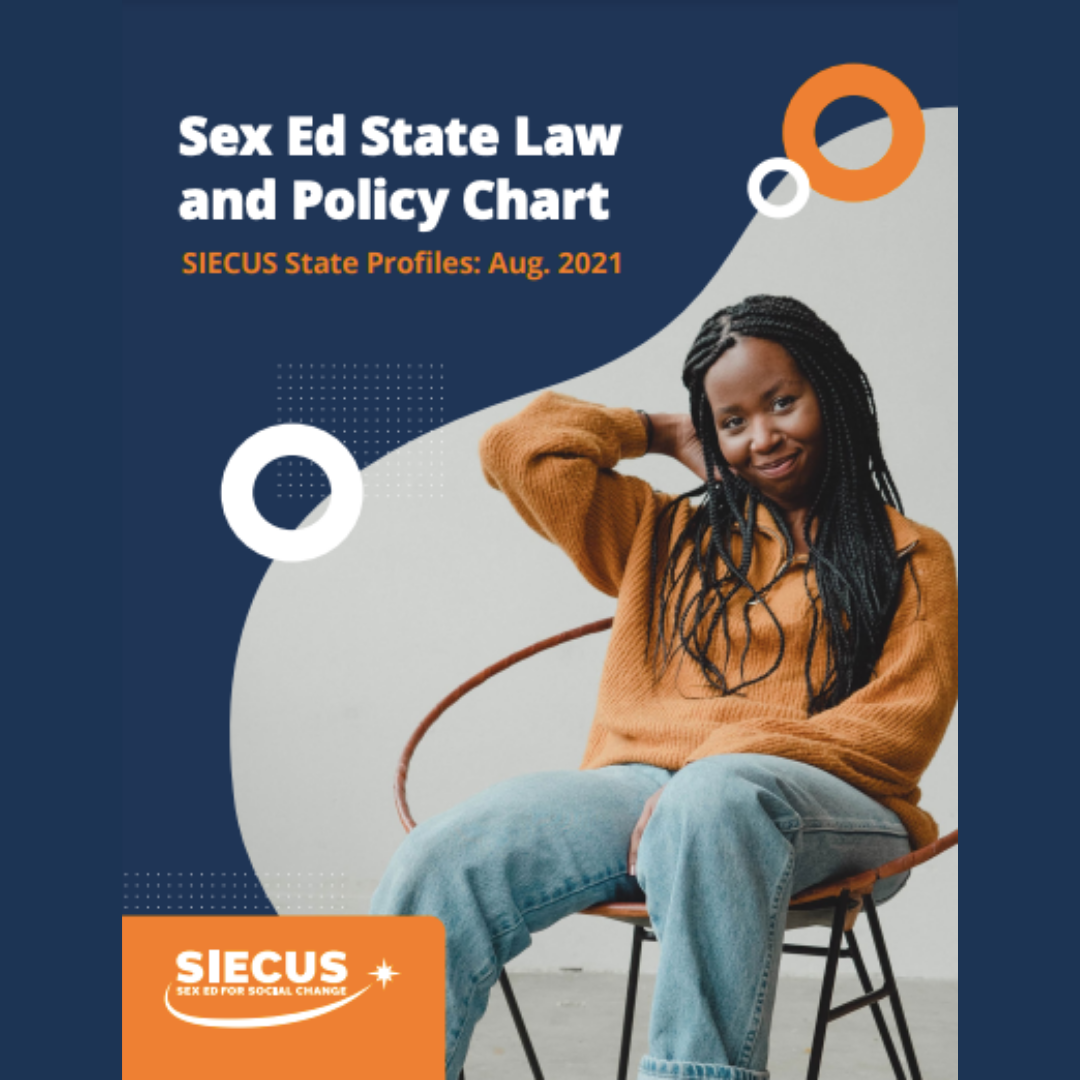 Sex Ed State Law
and Policy Chart
SIECUS State Profiles: Aug. 2021
SIECUS
SEX ED FOR SOCIAL CHANGE